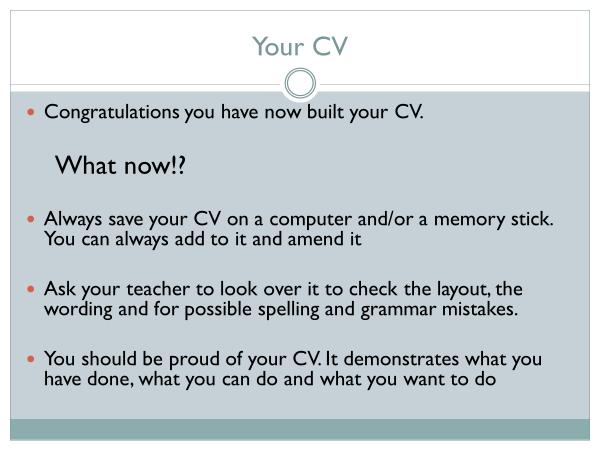 Your CV
• Congratulations you have now built your CV.
What now!?
• Always save your CV on a computer and/or a memory stick.
You can always add to it and amend it
• Ask your teacher to look over it to check the layout, the
wording and for possible spelling and grammar mistakes.
• You should be proud of your CV. It demonstrates what you
have done, what you can do and what you want to do